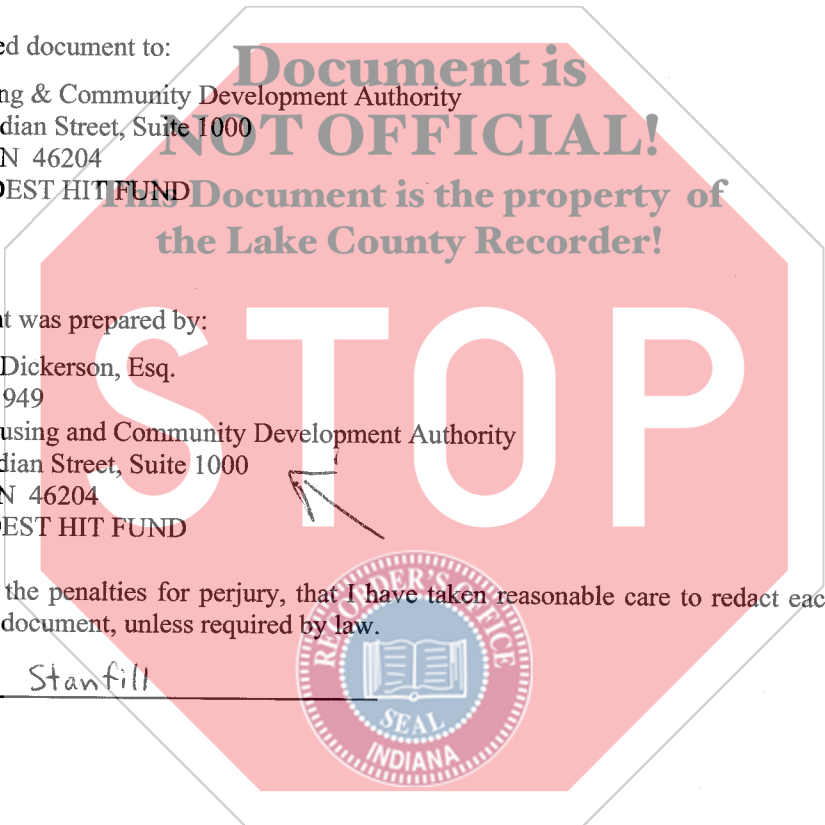 ed document to:
Document is
ng & Community Development Authority
dian Street, Suite 1000
NOT OFFICIAL!
N 46204
DEST HIT FUND
This Document is the property of
the Lake County Recorder!
nt was prepared by:
STOP
Dickerson, Esq.
949
using and Community Development Authority
dian Street, Suite 1000
N 46204
EST HIT FUND
the penalties for perjury, that I have taken reasonable care to redact eac
document, unless required by law.
RECORDER'S OFFICE
Stanfill
SEAL
INDIANA